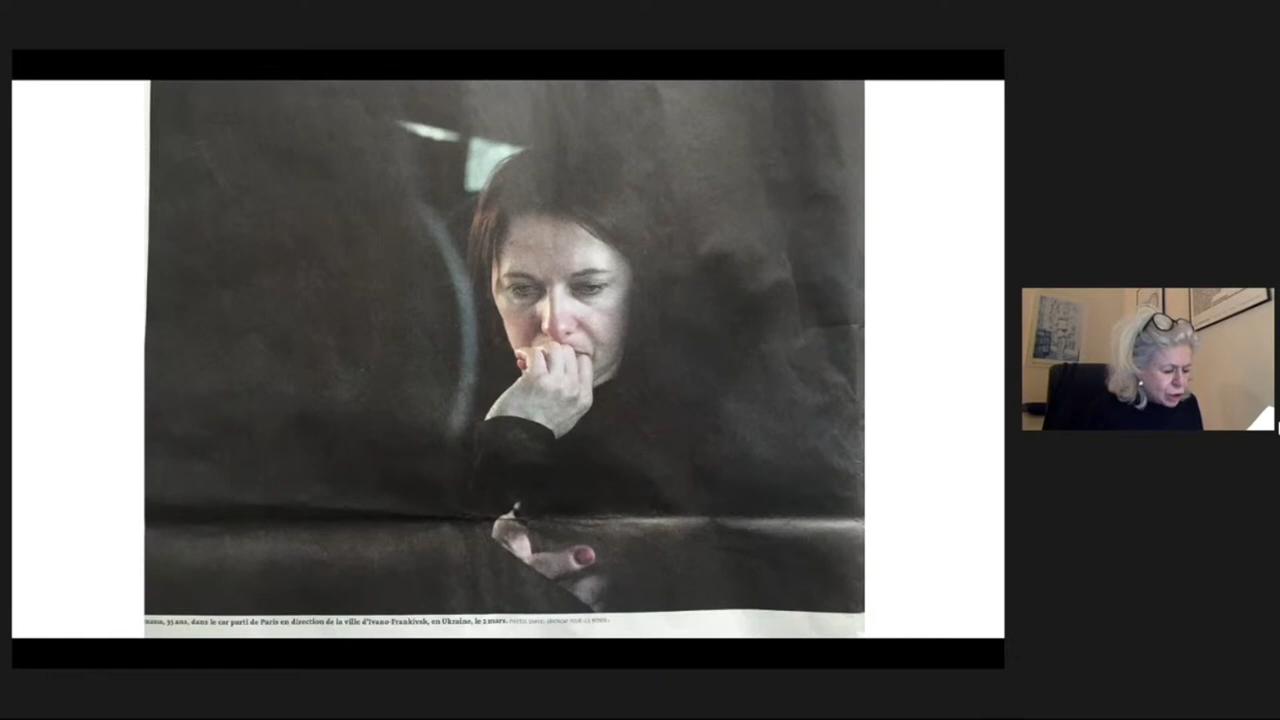 35 ans, dans le car parti de Paris en direction de la ville d'Ivano-Frankivsk, en Ukraine, le 2 mars.